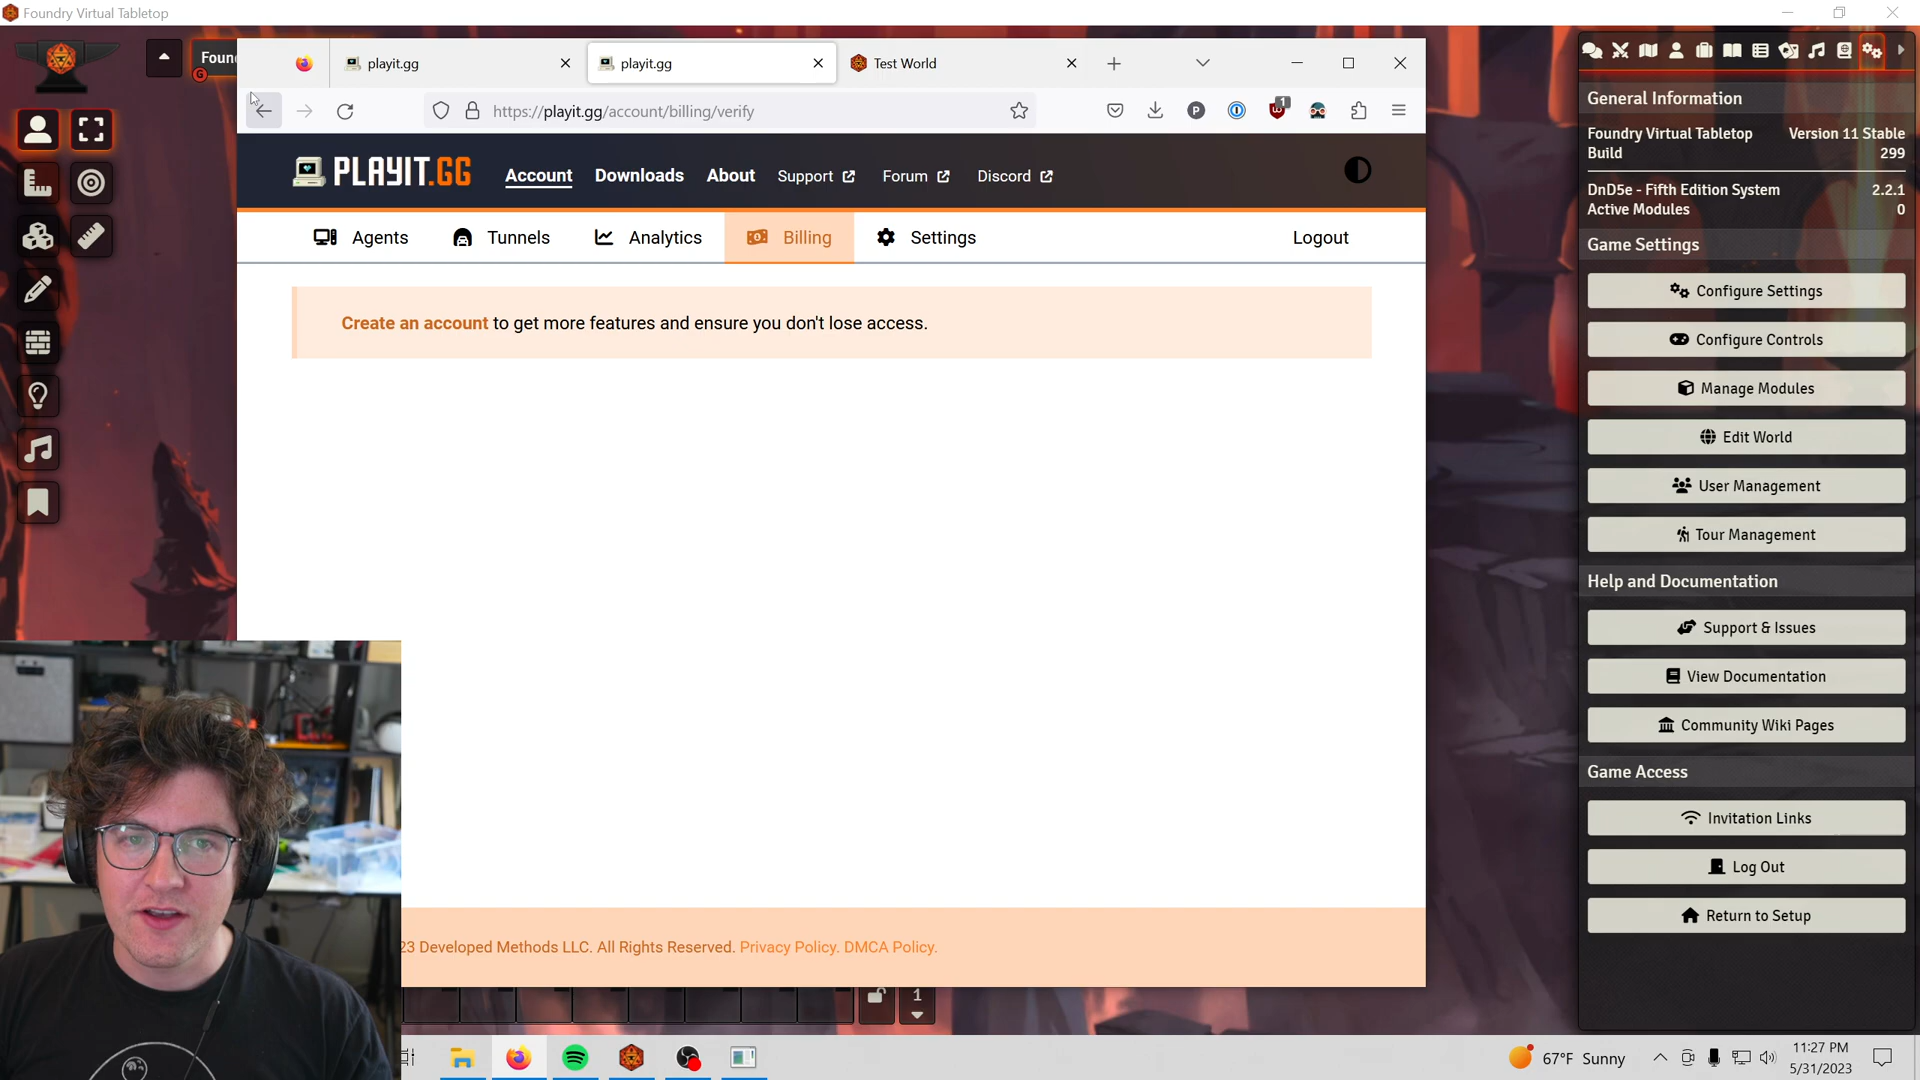 Foundry Virtual Tabletop
Foun
G
playit.gg
playit.gg
Test World
https://playit.gg/account/billing/verify
P
1
PLAYIT.GG
Account
Downloads
About
Support
Forum
Discord
Agents
Tunnels
Analytics
Billing
Settings
Logout
Create an account to get more features and ensure you don't lose access.
23 Developed Methods LLC. All Rights Reserved. Privacy Policy. DMCA Policy.
1
General Information
Foundry Virtual Tabletop Version 11 Stable
Build 299
DnD5e - Fifth Edition System 2.2.1
Active Modules 0
Game Settings
Configure Settings
Configure Controls
Manage Modules
Edit World
User Management
Tour Management
Help and Documentation
Support & Issues
View Documentation
Community Wiki Pages
Game Access
Invitation Links
Log Out
Return to Setup
67°F Sunny
11:27 PM
5/31/2023